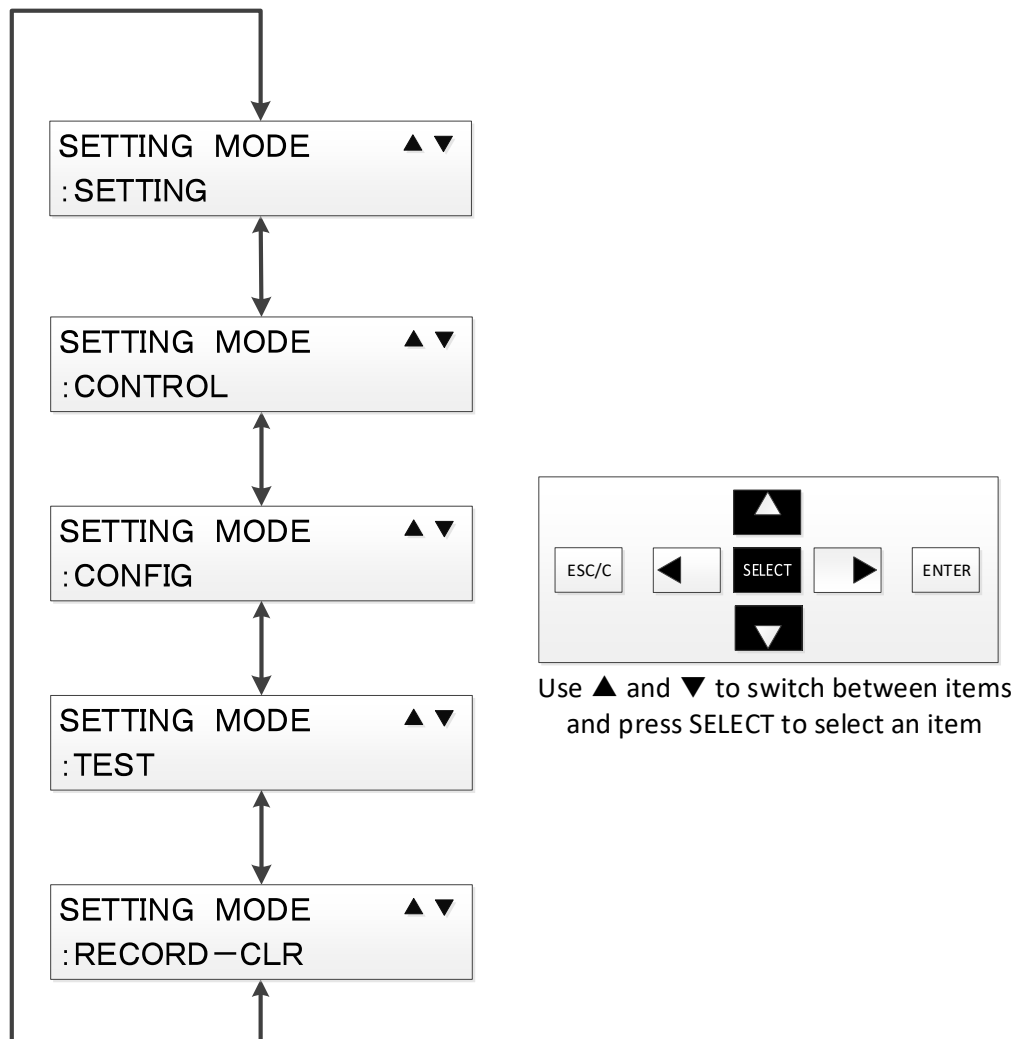 SETTING MODE ▲ ▼
:SETTING
SETTING MODE ▲ ▼
:CONTROL
SETTING MODE ▲ ▼
:CONFIG
SETTING MODE ▲ ▼
:TEST
SETTING MODE ▲ ▼
:RECORD－CLR
ESC/C SELECT ENTER
Use ▲ and ▼ to switch between items
and press SELECT to select an item